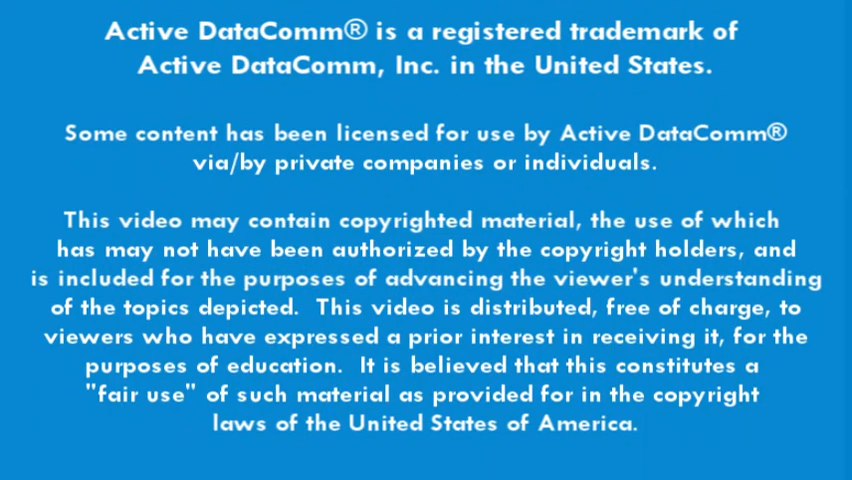 Active DataComm® is a registered trademark of
Active DataComm, Inc. in the United States.
Some content has been licensed for use by Active DataComm®
via/by private companies or individuals.
This video may contain copyrighted material, the use of which
has may not have been authorized by the copyright holders, and
is included for the purposes of advancing the viewer's understanding
of the topics depicted. This video is distributed, free of charge, to
viewers who have expressed a prior interest in receiving it, for the
purposes of education. It is believed that this constitutes a
"fair use" of such material as provided for in the copyright
laws of the United States of America.